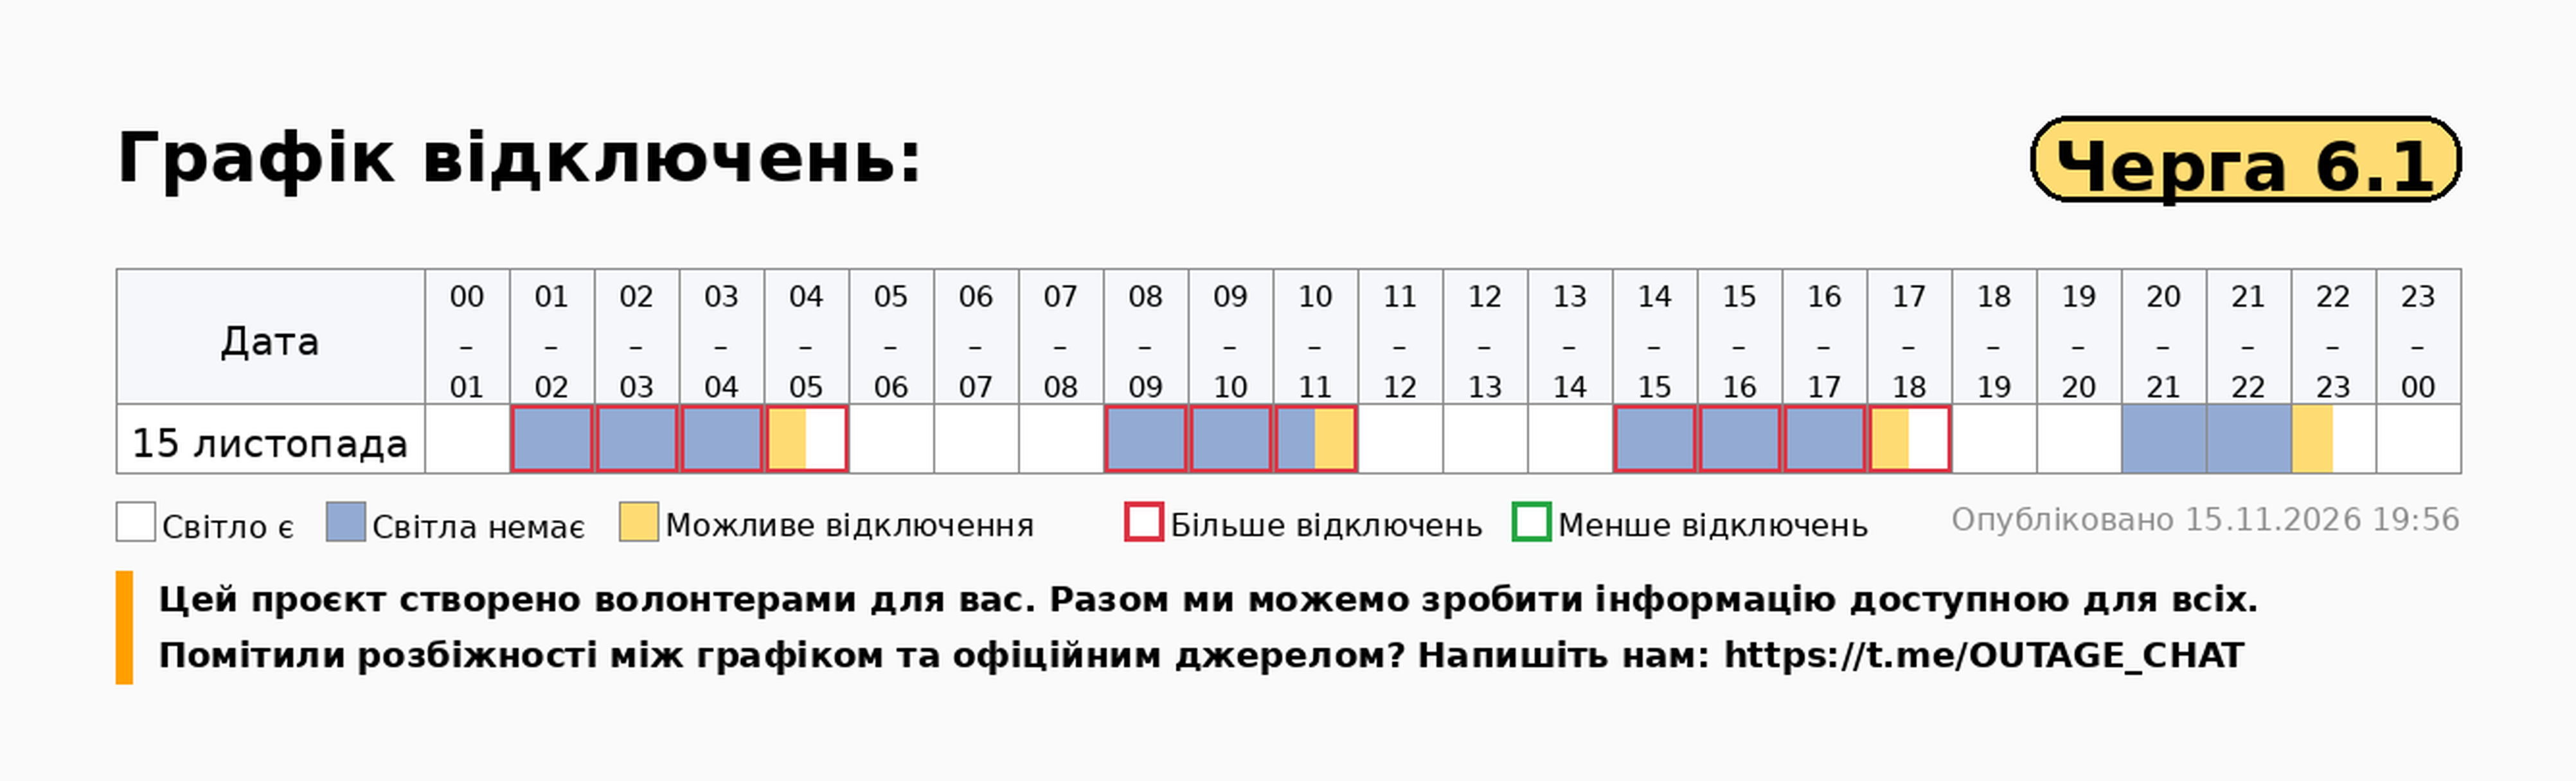 Графік відключень:
Черга 6.1
Дата
00 – 01
01 – 02
02 – 03
03 – 04
04 – 05
05 – 06
06 – 07
07 – 08
08 – 09
09 – 10
10 – 11
11 – 12
12 – 13
13 – 14
14 – 15
15 – 16
16 – 17
17 – 18
18 – 19
19 – 20
20 – 21
21 – 22
22 – 23
23 – 00
15 листопада
Світло є Світла немає Можливе відключення Більше відключень Менше відключень Опубліковано 15.11.2026 19:56
Цей проєкт створено волонтерами для вас. Разом ми можемо зробити інформацію доступною для всіх.
Помітили розбіжності між графіком та офіційним джерелом? Напишіть нам: https://t.me/OUTAGE_CHAT